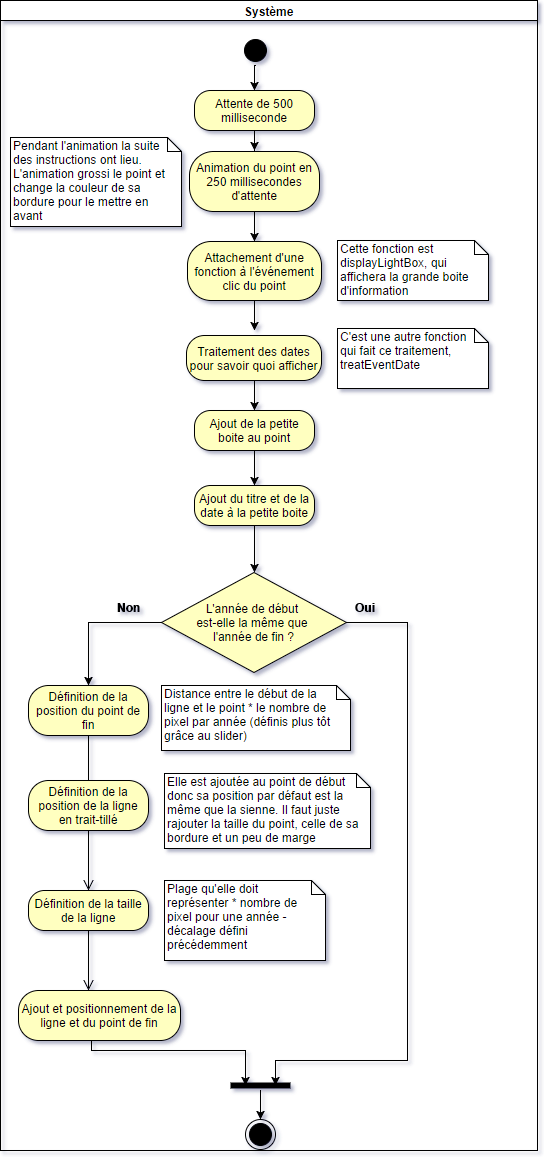 Système
Attente de 500
milliseconde
Pendant l'animation la suite
des instructions ont lieu.
L'animation grossi le point et
change la couleur de sa
bordure pour le mettre en
avant
Animation du point en
250 millisecondes
d'attente
Attachement d'une
fonction à l'événement
clic du point
Cette fonction est
displayLightBox, qui
affichera la grande boite
d'information
Traitement des dates
pour savoir quoi afficher
C'est une autre fonction
qui fait ce traitement,
treatEventDate
Ajout de la petite
boite au point
Ajout du titre et de la
date à la petite boite
Non
L'année de début
est-elle la même que
l'année de fin ?
Oui
Définition de la
position du point de
fin
Distance entre le début de la
ligne et le point * le nombre de
pixel par année (définis plus tôt
grâce au slider)
Définition de la
position de la ligne
en trait-tillé
Elle est ajoutée au point de début
donc sa position par défaut est la
même que la sienne. Il faut juste
rajouter la taille du point, celle de sa
bordure et un peu de marge
Définition de la taille
de la ligne
Plage qu'elle doit
représenter * nombre de
pixel pour une année -
décalage défini
précédemment
Ajout et positionnement de la
ligne et du point de fin